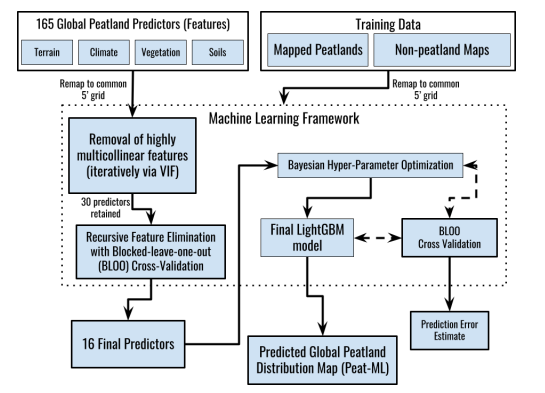 165 Global Peatland Predictors (Features)
Terrain
Climate
Vegetation
Soils
Training Data
Mapped Peatlands
Non-peatland Maps
Remap to common
5' grid
Remap to common
5' grid
Machine Learning Framework
Removal of highly
multicollinear features
(iteratively via VIF)
30 predictors
retained
Recursive Feature Elimination
with Blocked-leave-one-out
(BLOO) Cross-Validation
16 Final Predictors
Bayesian Hyper-Parameter Optimization
Final LightGBM
model
BLOO
Cross Validation
Predicted Global Peatland
Distribution Map (Peat-ML)
Prediction Error
Estimate